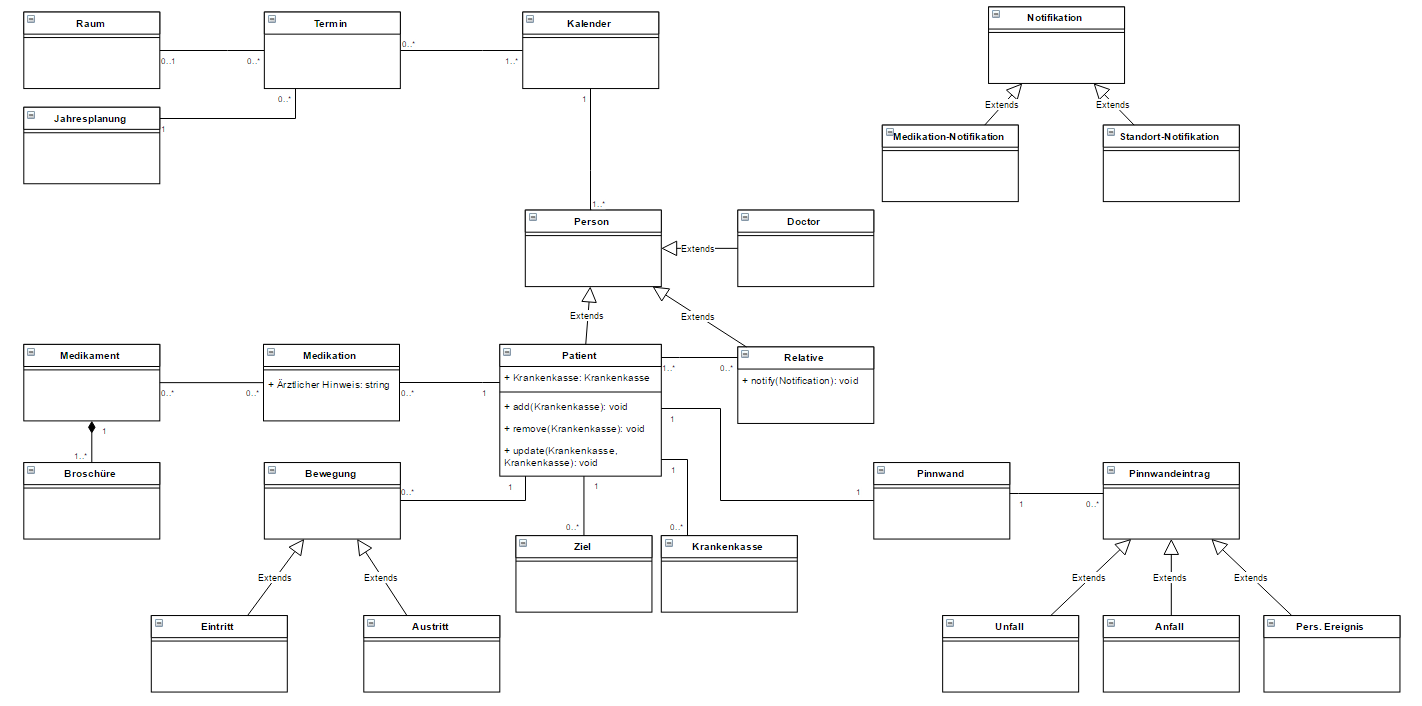 Raum
Termin
Kalender
Notifikation
0..1
0..*
0..*
1..*
Jahresplanung
0..*
1
1
Extends
Extends
Medikation-Notifikation
Standort-Notifikation
1..*
Person
Doctor
Extends
Extends
Extends
Medikament
Medikation
Patient
Relative
+ Ärztlicher Hinweis: string
+ Krankenkasse: Krankenkasse
+ notify(Notification): void
1..*
0..*
0..*
0..*
0..*
1
+ add(Krankenkasse): void
+ remove(Krankenkasse): void
+ update(Krankenkasse,
Krankenkasse): void
1
1
1..*
Broschüre
Bewegung
0..*
1
1
1
0..*
0..*
1
Pinnwand
Pinnwandeintrag
1
0..*
Ziel
Krankenkasse
Extends
Extends
Extends
Extends
Extends
Eintritt
Austritt
Unfall
Anfall
Pers. Ereignis